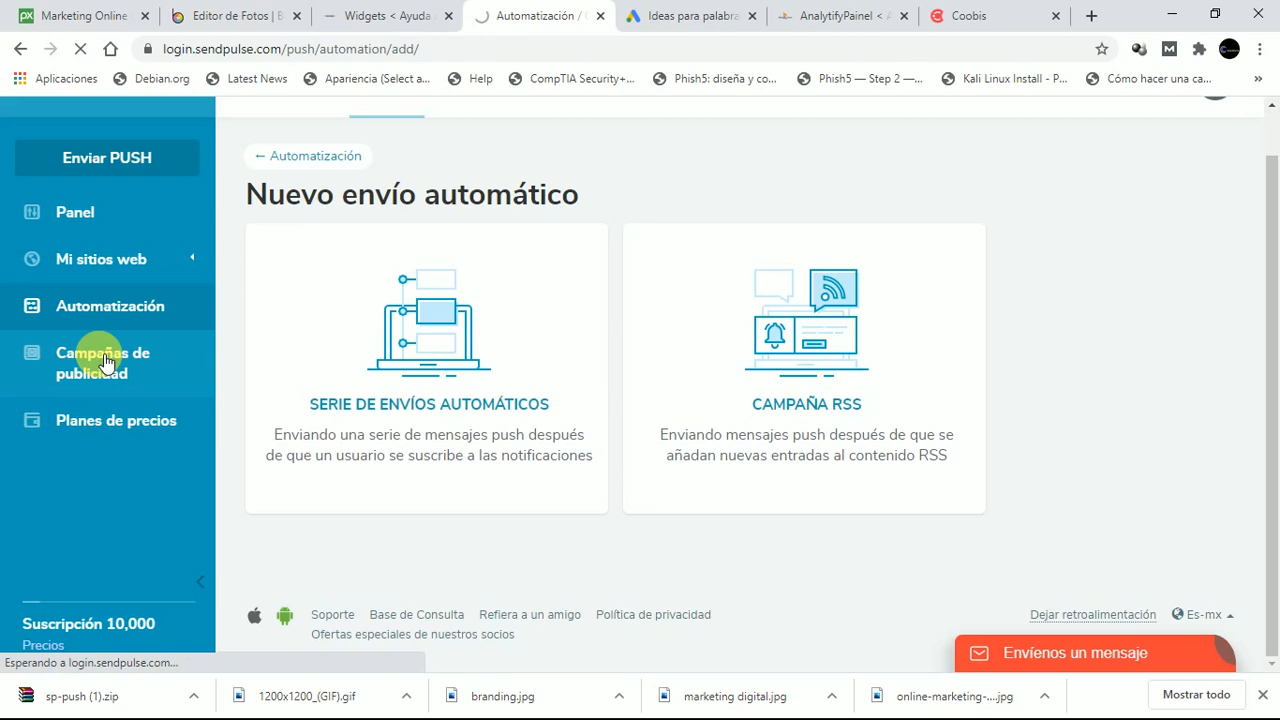 Marketing Online |
Editor de Fotos | B
Widgets < Ayuda A
Automatización / 
Ideas para palabra
AnalytifyPainel < A
Coobis
login.sendpulse.com/push/automation/add/
Aplicaciones
Debian.org
Latest News
Apariencia (Select a...
Help
CompTIA Security+...
Phish5: diseña y co...
Phish5 — Step 2 —...
Kali Linux Install - P...
Cómo hacer una ca...
»
Enviar PUSH
Panel
Mi sitios web
Automatización
Campañas de
publicidad
Planes de precios
Suscripción 10,000
Precios
← Automatización
Nuevo envío automático
SERIE DE ENVÍOS AUTOMÁTICOS
Enviando una serie de mensajes push después
de que un usuario se suscribe a las notificaciones
CAMPAÑA RSS
Enviando mensajes push después de que se
añadan nuevas entradas al contenido RSS
Soporte Base de Consulta Refiera a un amigo Política de privacidad
Ofertas especiales de nuestros socios
Dejar retroalimentación
Es-mx
Envíenos un mensaje
Esperando a login.sendpulse.com...
sp-push (1).zip
1200x1200_(GIF).gif
branding.jpg
marketing digital.jpg
online-marketing-....jpg
Mostrar todo